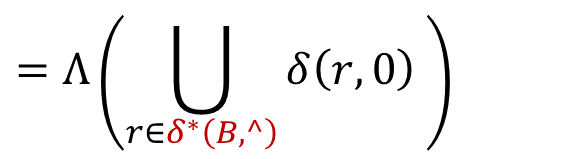 = Λ(⋃ δ(r, 0) )
r∈δ*(B,^)